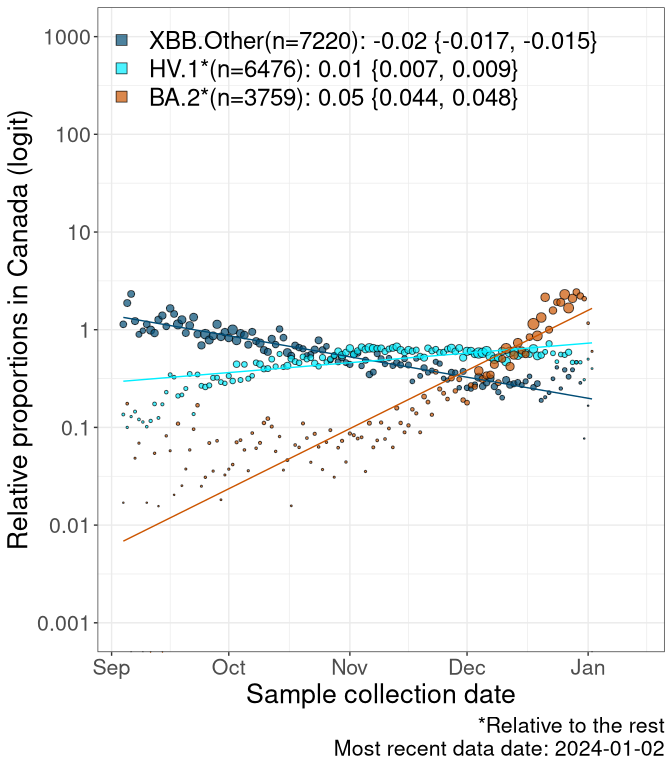 XBB.Other(n=7220): -0.02 {-0.017, -0.015}
HV.1*(n=6476): 0.01 {0.007, 0.009}
BA.2*(n=3759): 0.05 {0.044, 0.048}
Relative proportions in Canada (logit)
1000
100
10
1
0.1
0.01
0.001
Sep Oct Nov Dec Jan
Sample collection date
*Relative to the rest
Most recent data date: 2024-01-02